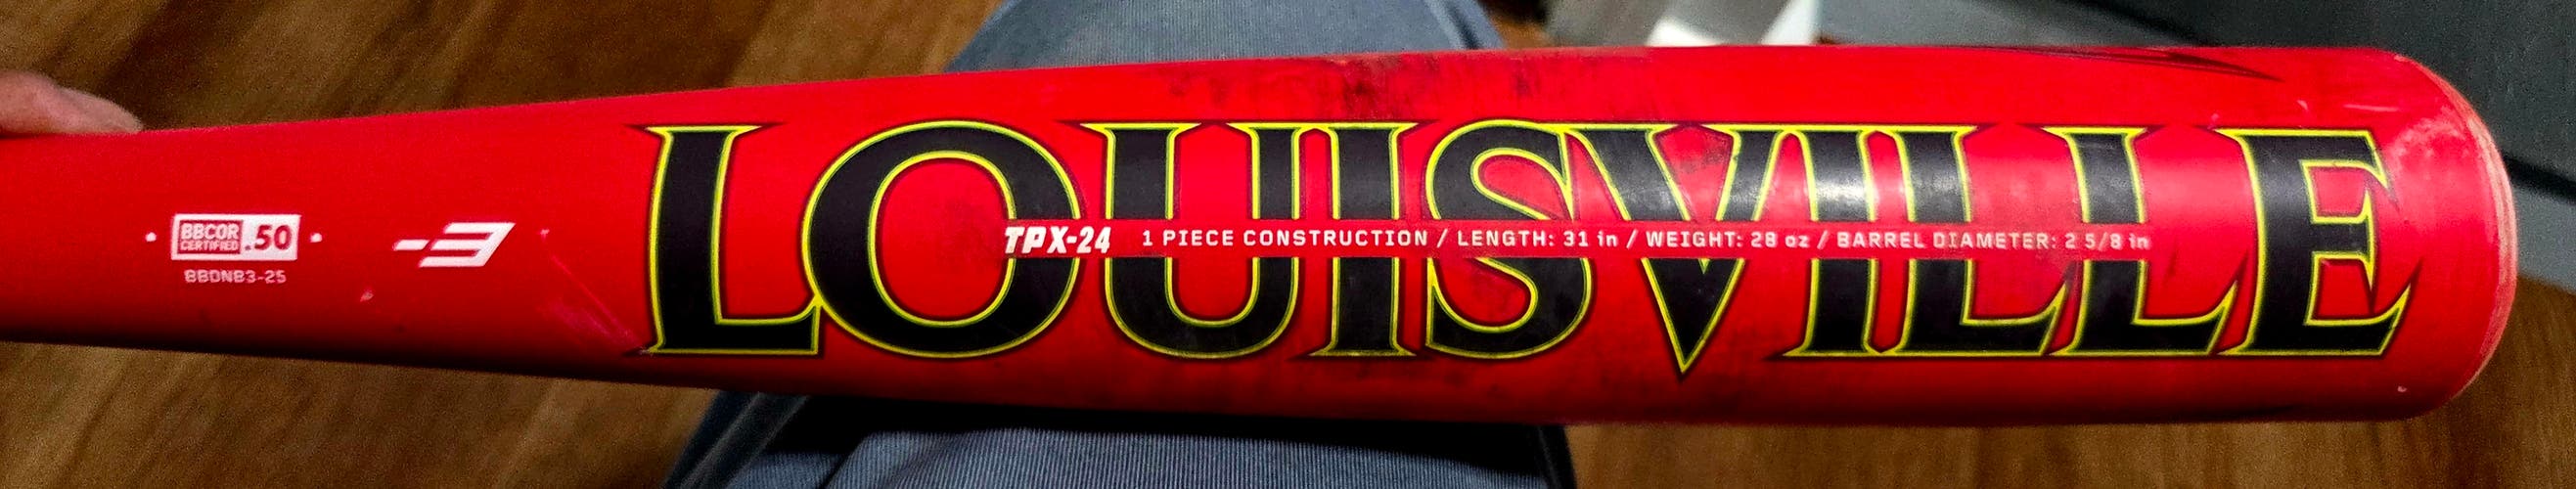 BBCOR
CERTIFIED
.50
BBDNB3-25
-3
LOUISVILLE
TPX-24 1 PIECE CONSTRUCTION / LENGTH: 31 in / WEIGHT: 28 oz / BARREL DIAMETER: 2 5/8 in